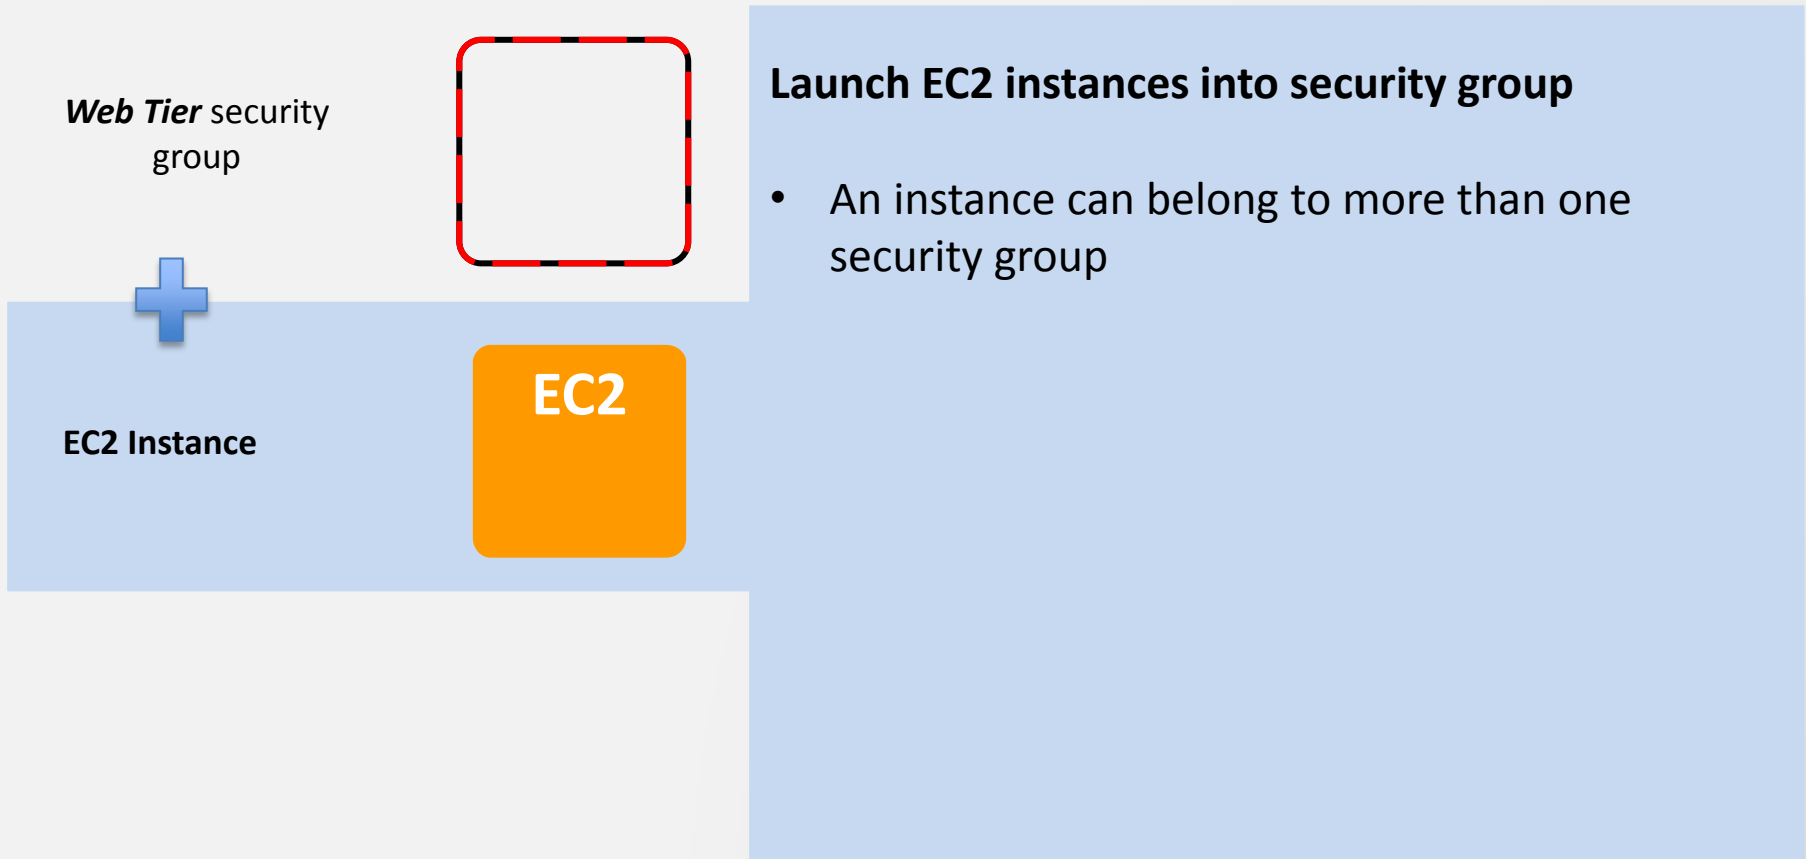 Web Tier security
group
EC2
EC2 Instance
Launch EC2 instances into security group
• An instance can belong to more than one
security group